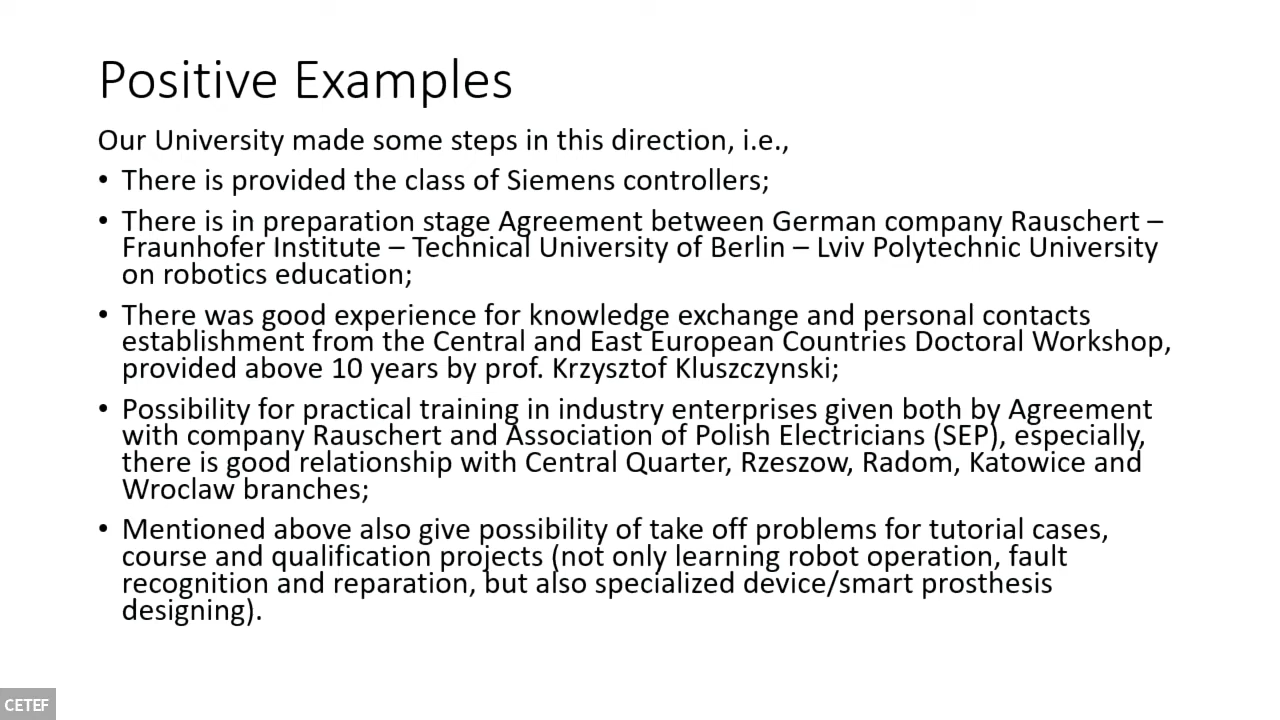 Positive Examples
Our University made some steps in this direction, i.e.,
• There is provided the class of Siemens controllers;
• There is in preparation stage Agreement between German company Rauschert –
Fraunhofer Institute – Technical University of Berlin – Lviv Polytechnic University
on robotics education;
• There was good experience for knowledge exchange and personal contacts
establishment from the Central and East European Countries Doctoral Workshop,
provided above 10 years by prof. Krzysztof Kluszczynski;
• Possibility for practical training in industry enterprises given both by Agreement
with company Rauschert and Association of Polish Electricians (SEP), especially,
there is good relationship with Central Quarter, Rzeszow, Radom, Katowice and
Wroclaw branches;
• Mentioned above also give possibility of take off problems for tutorial cases,
course and qualification projects (not only learning robot operation, fault
recognition and reparation, but also specialized device/smart prosthesis
designing).
CETEF